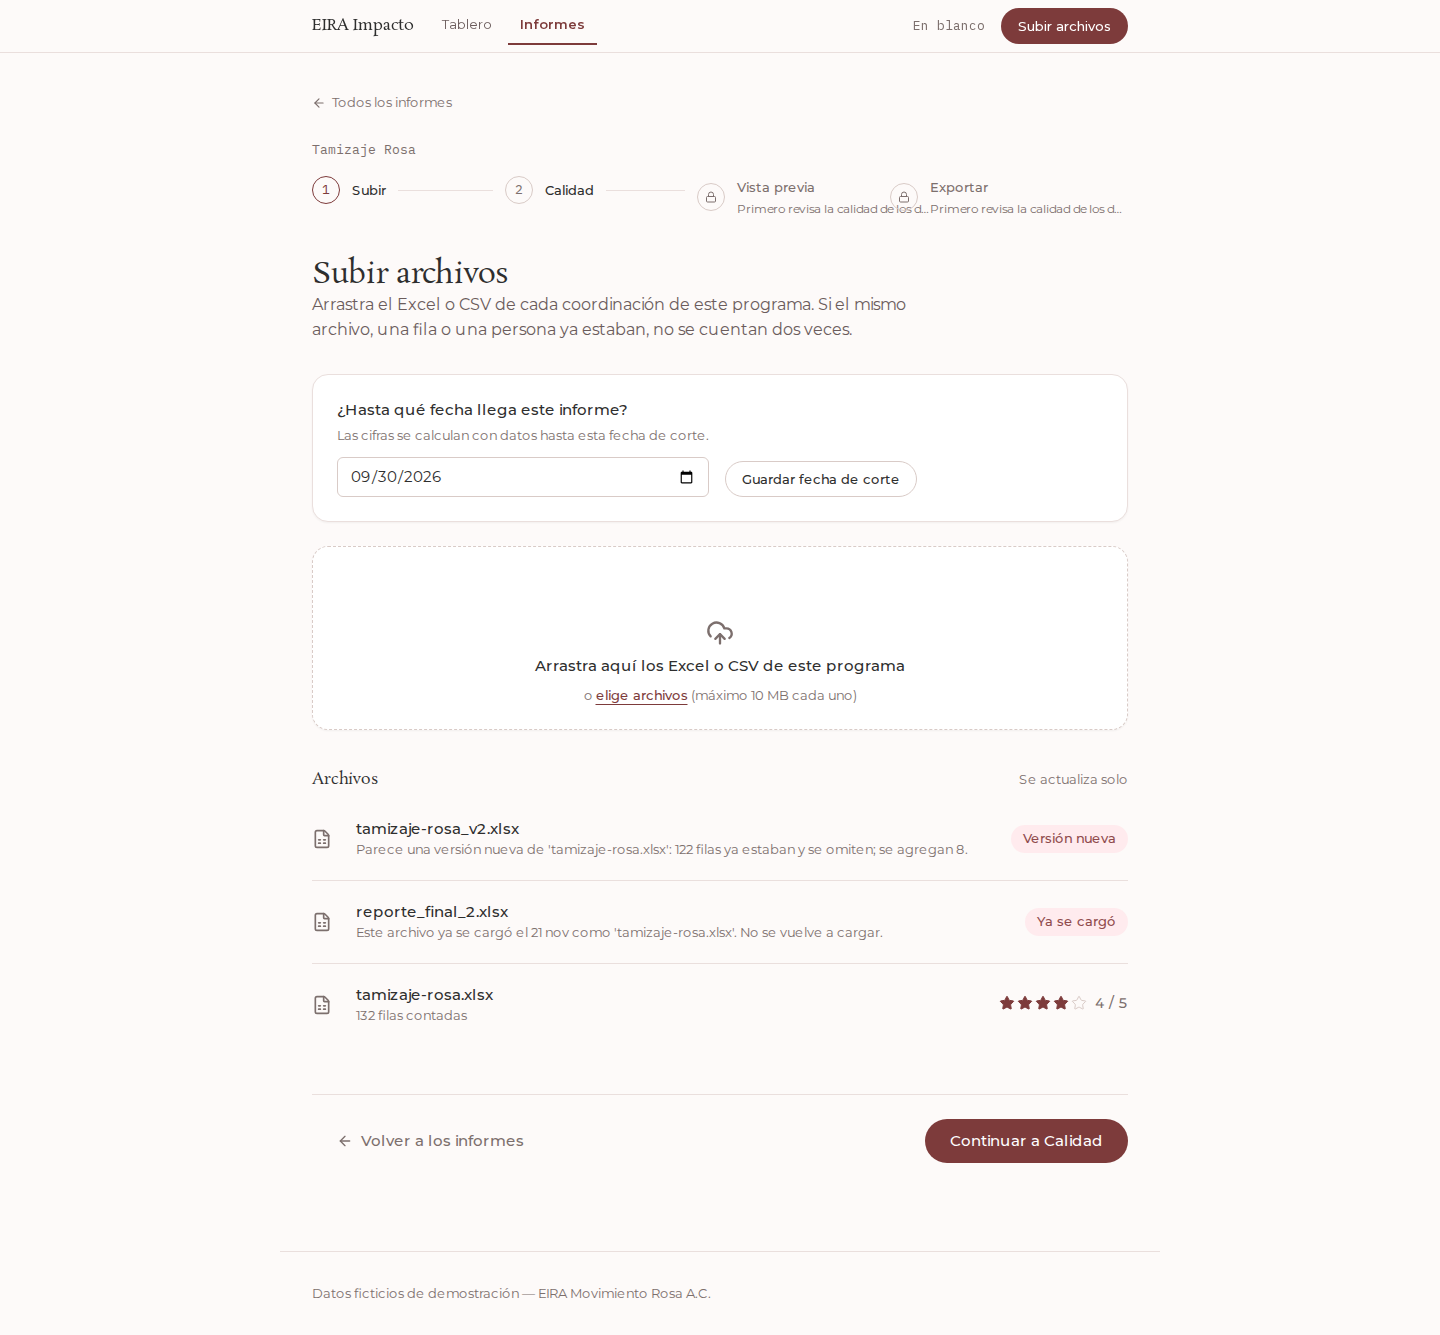 EIRA Impacto
Tablero
Informes
En blanco
Subir archivos
Todos los informes
Tamizaje Rosa
1 Subir
2 Calidad
Vista previa
Primero revisa la calidad de los d...
Exportar
Primero revisa la calidad de los d...
Subir archivos
Arrastra el Excel o CSV de cada coordinación de este programa. Si el mismo
archivo, una fila o una persona ya estaban, no se cuentan dos veces.
¿Hasta qué fecha llega este informe?
Las cifras se calculan con datos hasta esta fecha de corte.
09/30/2026
Guardar fecha de corte
Arrastra aquí los Excel o CSV de este programa
o elige archivos (máximo 10 MB cada uno)
Archivos
Se actualiza solo
tamizaje-rosa_v2.xlsx
Parece una versión nueva de 'tamizaje-rosa.xlsx': 122 filas ya estaban y se omiten; se agregan 8.
Versión nueva
reporte_final_2.xlsx
Este archivo ya se cargó el 21 nov como 'tamizaje-rosa.xlsx'. No se vuelve a cargar.
Ya se cargó
tamizaje-rosa.xlsx
132 filas contadas
4 / 5
Volver a los informes
Continuar a Calidad
Datos ficticios de demostración — EIRA Movimiento Rosa A.C.